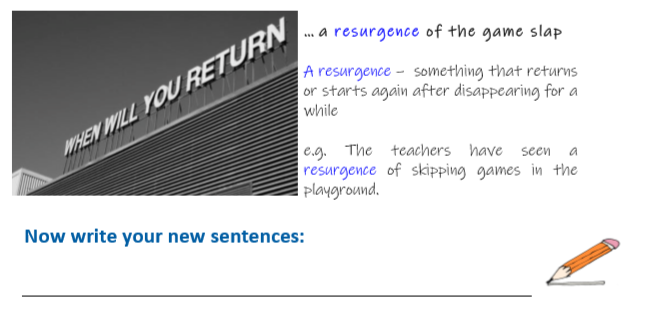 WHEN WILL YOU RETURN
... a resurgence of the game slap
A resurgence – something that returns
or starts again after disappearing for a
while
e.g. The teachers have seen a
resurgence of skipping games in the
playground.
Now write your new sentences: